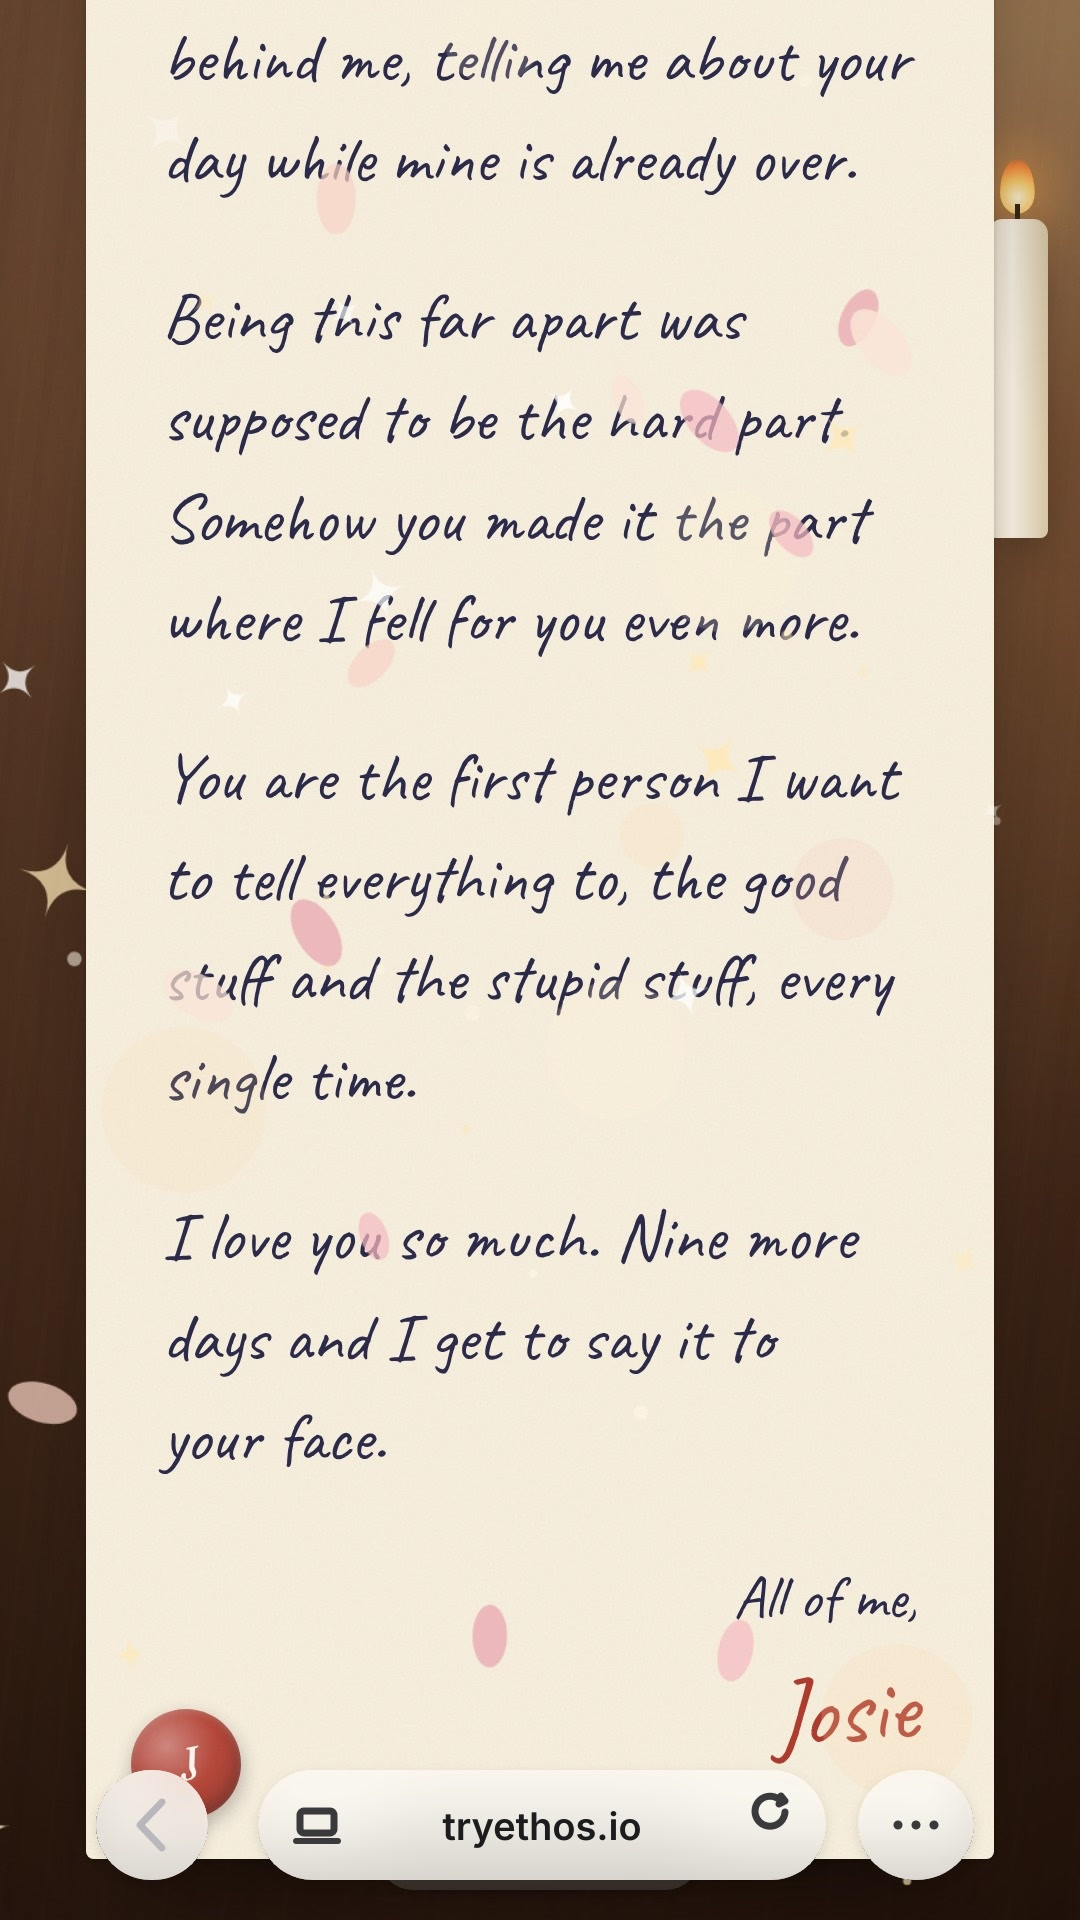 behind me, telling me about your
day while mine is already over.
Being this far apart was
supposed to be the hard part.
Somehow you made it the part
where I fell for you even more.
You are the first person I want
to tell everything to, the good
stuff and the stupid stuff, every
single time.
I love you so much. Nine more
days and I get to say it to
your face.
All of me,
Josie
J
tryethos.io